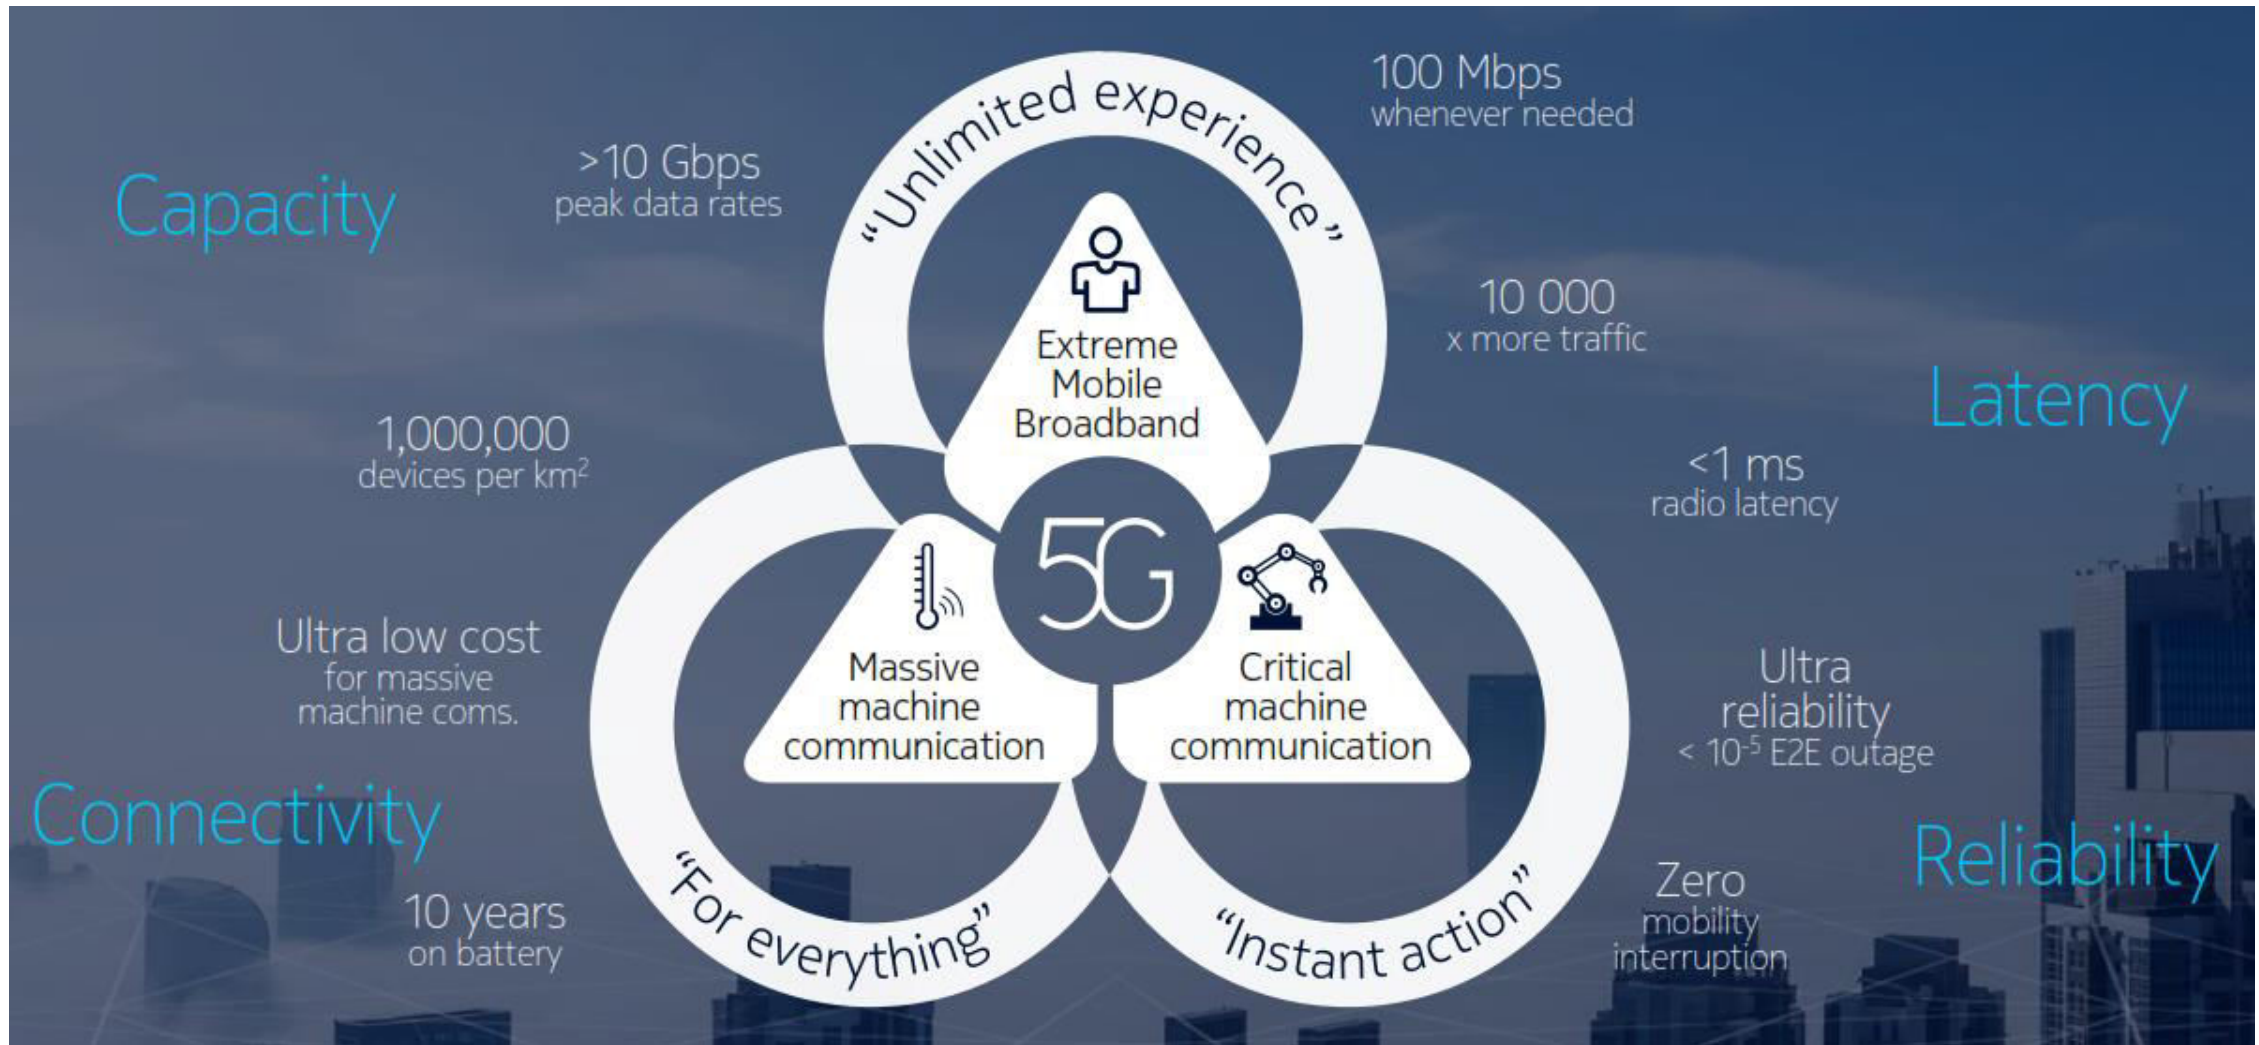 "Unlimited experience"
100 Mbps
whenever needed
>10 Gbps
peak data rates
Capacity
10 000
x more traffic
Extreme
Mobile
Broadband
Latency
1,000,000
devices per km²
<1 ms
radio latency
5G
Ultra low cost
for massive
machine coms.
Massive
machine
communication
Critical
machine
communication
Ultra
reliability
< 10⁻⁵ E2E outage
Connectivity
Reliability
10 years
on battery
"For everything"
"Instant action"
Zero
mobility
interruption